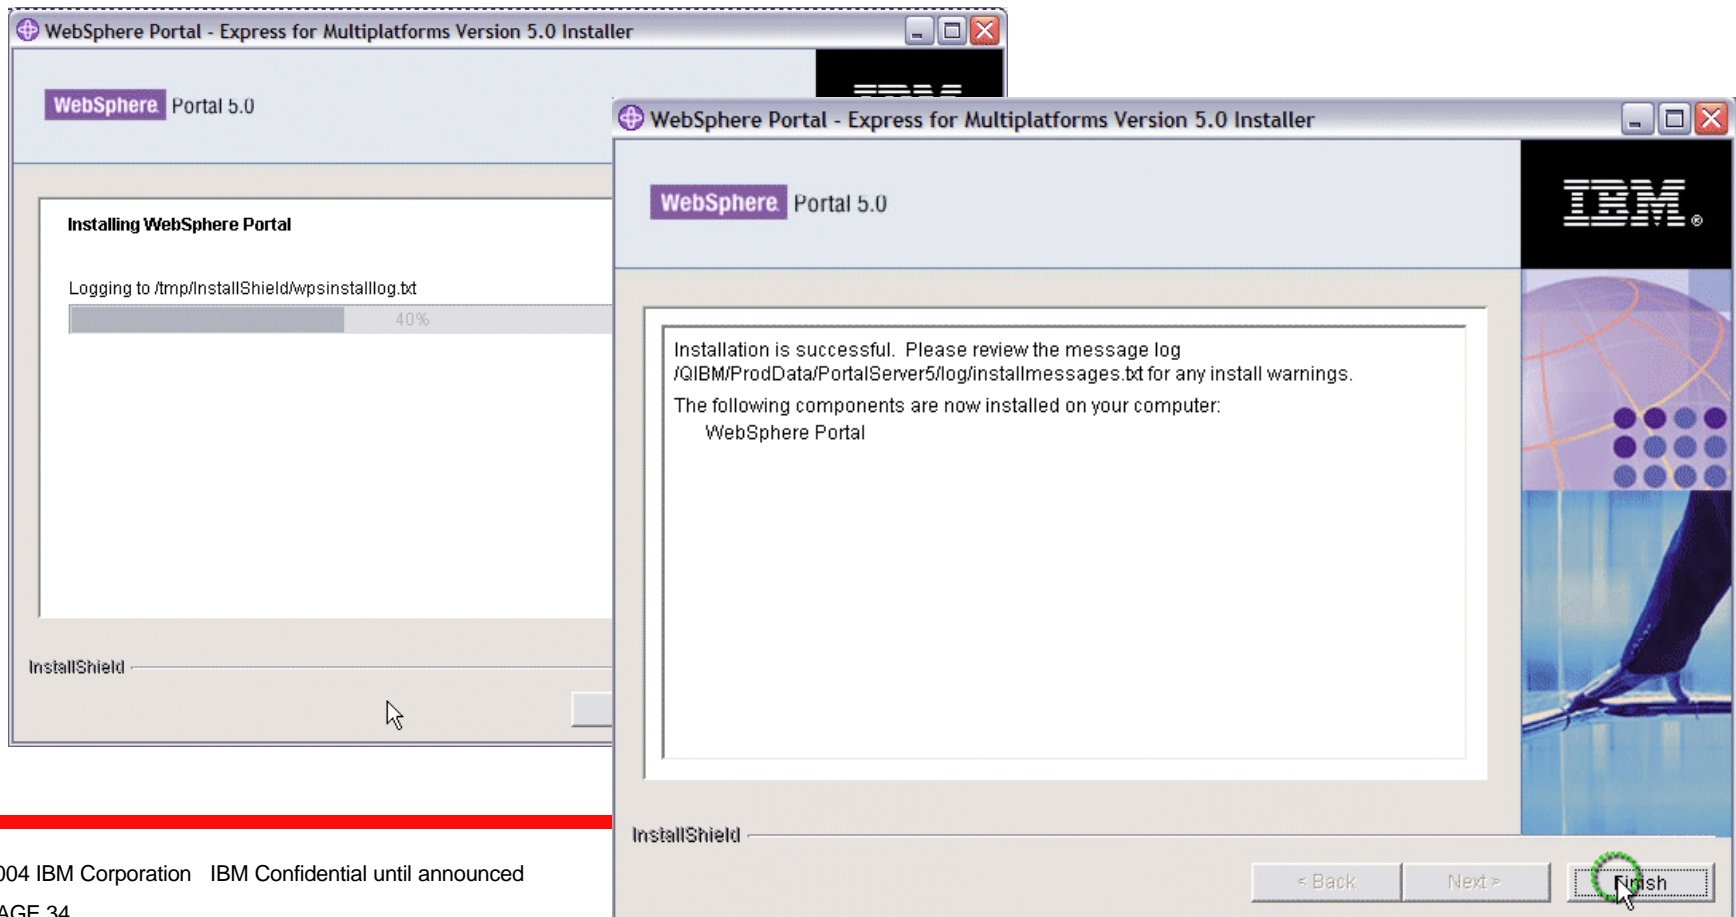 WebSphere Portal - Express for Multiplatforms Version 5.0 Installer
WebSphere Portal 5.0
Installing WebSphere Portal
Logging to /tmp/InstallShield/wpsinstalllog.txt
40%
InstallShield
WebSphere Portal - Express for Multiplatforms Version 5.0 Installer
WebSphere Portal 5.0
IBM®
Installation is successful. Please review the message log
/QIBM/ProdData/PortalServer5/log/installmessages.txt for any install warnings.
The following components are now installed on your computer:
WebSphere Portal
InstallShield
< Back
Next >
Finish
004 IBM Corporation IBM Confidential until announced
AGE 34